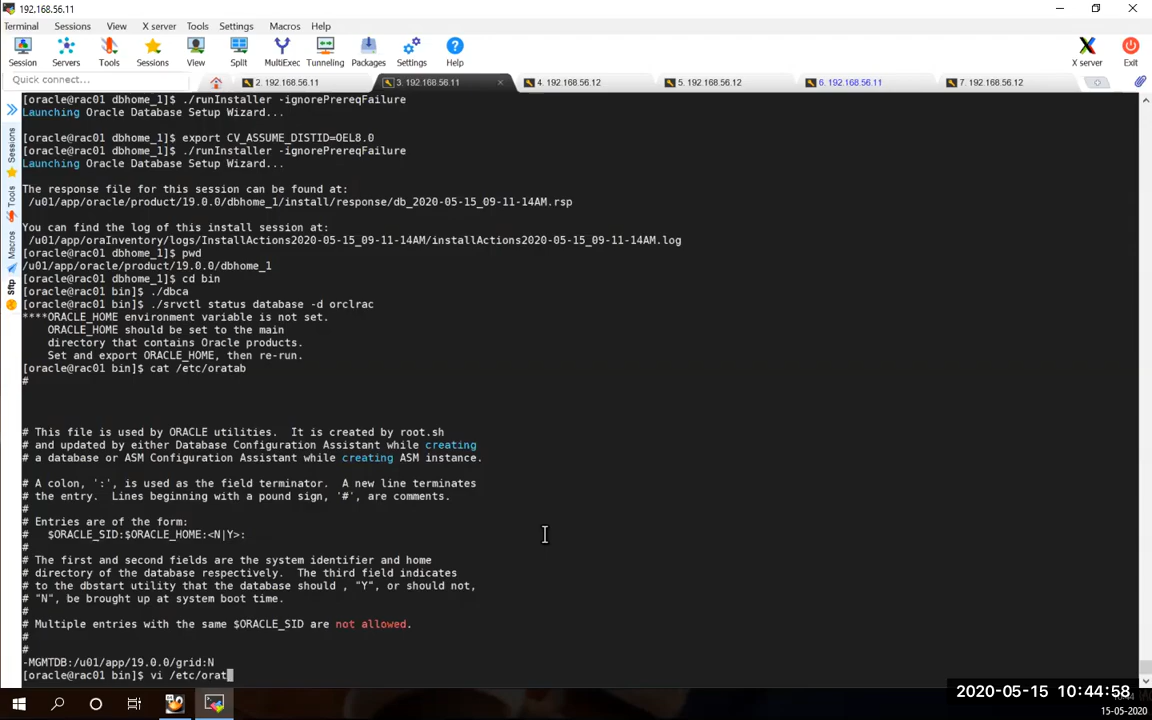 192.168.56.11
Terminal Sessions View X server Tools Settings Macros Help
Session Servers Tools Sessions View Split MultiExec Tunneling Packages Settings Help X server Exit
Quick connect... 2. 192.168.56.11 3. 192.168.56.11 4. 192.168.56.12 5. 192.168.56.12 6. 192.168.56.11 7. 192.168.56.12
Sessions
Tools
Macros
Sftp
[oracle@rac01 dbhome_1]$ ./runInstaller -ignorePrereqFailure
Launching Oracle Database Setup Wizard...
[oracle@rac01 dbhome_1]$ export CV_ASSUME_DISTID=OEL8.0
[oracle@rac01 dbhome_1]$ ./runInstaller -ignorePrereqFailure
Launching Oracle Database Setup Wizard...
The response file for this session can be found at:
/u01/app/oracle/product/19.0.0/dbhome_1/install/response/db_2020-05-15_09-11-14AM.rsp
You can find the log of this install session at:
/u01/app/oraInventory/logs/InstallActions2020-05-15_09-11-14AM/installActions2020-05-15_09-11-14AM.log
[oracle@rac01 dbhome_1]$ pwd
/u01/app/oracle/product/19.0.0/dbhome_1
[oracle@rac01 dbhome_1]$ cd bin
[oracle@rac01 bin]$ ./dbca
[oracle@rac01 bin]$ ./srvctl status database -d orclrac
****ORACLE_HOME environment variable is not set.
ORACLE_HOME should be set to the main
directory that contains Oracle products.
Set and export ORACLE_HOME, then re-run.
[oracle@rac01 bin]$ cat /etc/oratab
#
# This file is used by ORACLE utilities.  It is created by root.sh
# and updated by either Database Configuration Assistant while creating
# a database or ASM Configuration Assistant while creating ASM instance.
# A colon, ':', is used as the field terminator.  A new line terminates
# the entry.  Lines beginning with a pound sign, '#', are comments.
#
# Entries are of the form:
#   $ORACLE_SID:$ORACLE_HOME:<N|Y>:
#
# The first and second fields are the system identifier and home
# directory of the database respectively.  The third field indicates
# to the dbstart utility that the database should , "Y", or should not,
# "N", be brought up at system boot time.
#
# Multiple entries with the same $ORACLE_SID are not allowed.
#
#
-MGMTDB:/u01/app/19.0.0/grid:N
[oracle@rac01 bin]$ vi /etc/orat
2020-05-15 10:44:58
15-05-2020